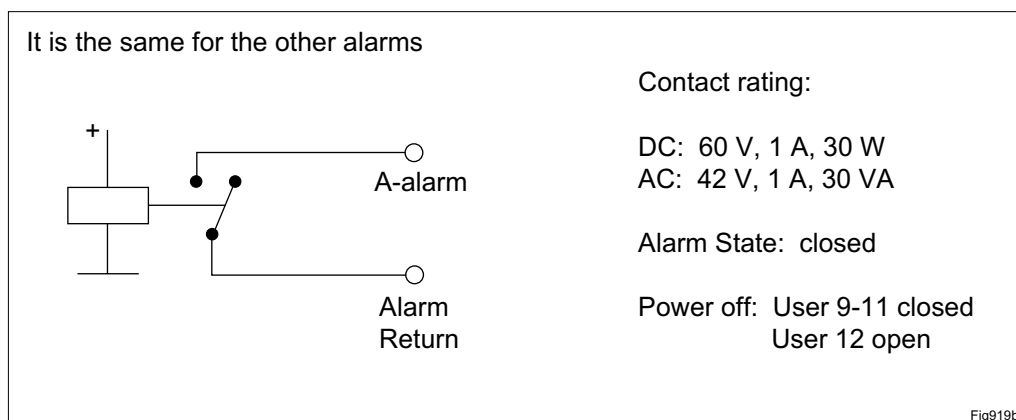 It is the same for the other alarms
+
A-alarm
Alarm
Return
Contact rating:
DC: 60 V, 1 A, 30 W
AC: 42 V, 1 A, 30 VA
Alarm State: closed
Power off: User 9-11 closed
User 12 open
Fig919b